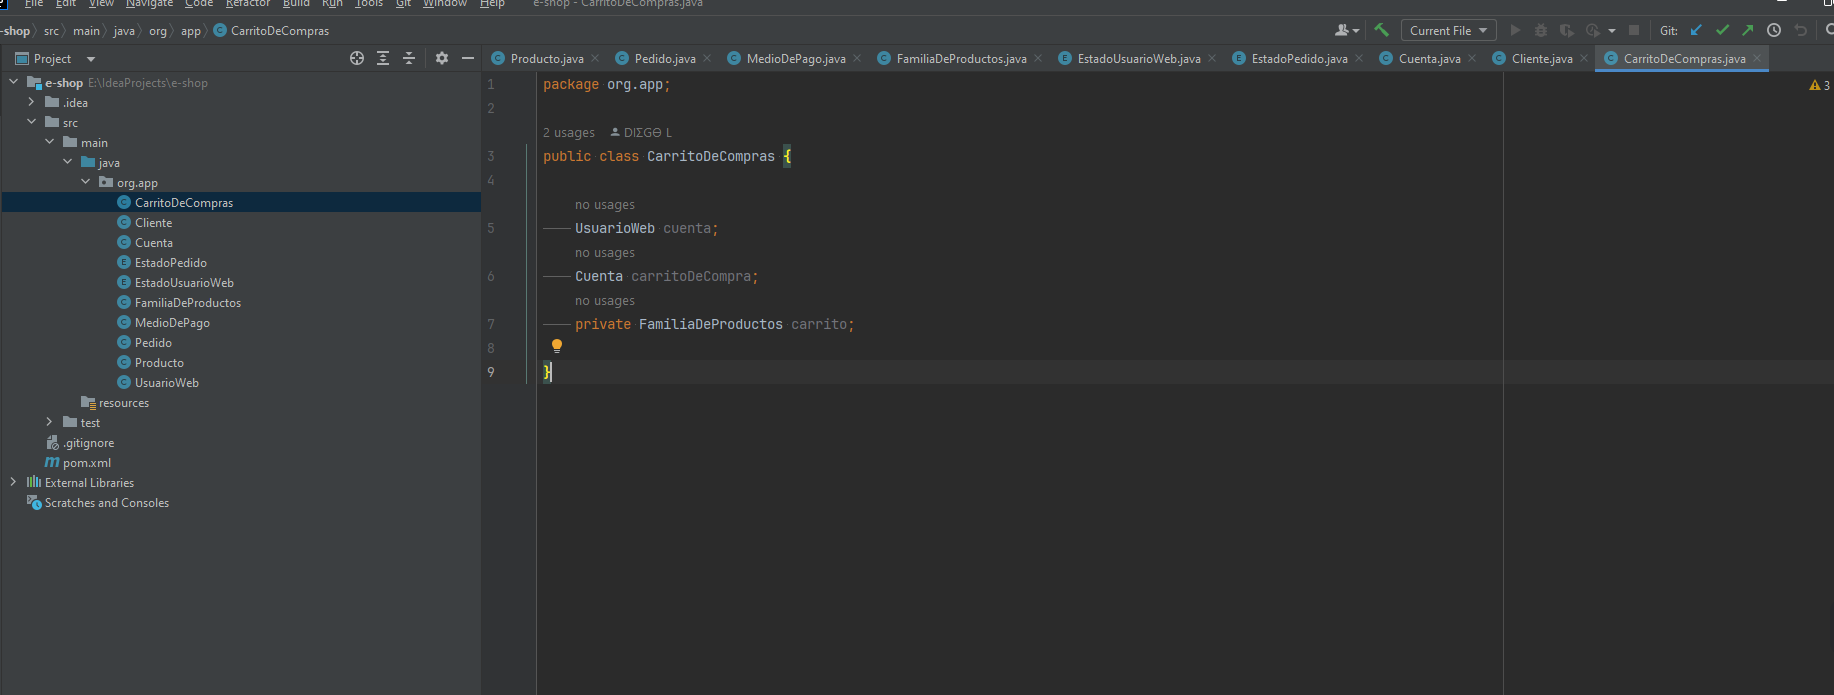 File Edit View Navigate Code Refactor Build Run Tools Git Window Help e-shop - CarritoDeCompras.java
-shop src main java org app CarritoDeCompras
Current File Git:
Project
Producto.java Pedido.java MedioDePago.java FamiliaDeProductos.java EstadoUsuarioWeb.java EstadoPedido.java Cuenta.java Cliente.java CarritoDeCompras.java
e-shop E:\IdeaProjects\e-shop
.idea
src
main
java
org.app
CarritoDeCompras
Cliente
Cuenta
EstadoPedido
EstadoUsuarioWeb
FamiliaDeProductos
MedioDePago
Pedido
Producto
UsuarioWeb
resources
test
.gitignore
pom.xml
External Libraries
Scratches and Consoles
1 package org.app;
3
2
2 usages DIΣGΘ L
3 public class CarritoDeCompras {
4
no usages
5 UsuarioWeb cuenta;
no usages
6 Cuenta carritoDeCompra;
no usages
7 private FamiliaDeProductos carrito;
8
9 }